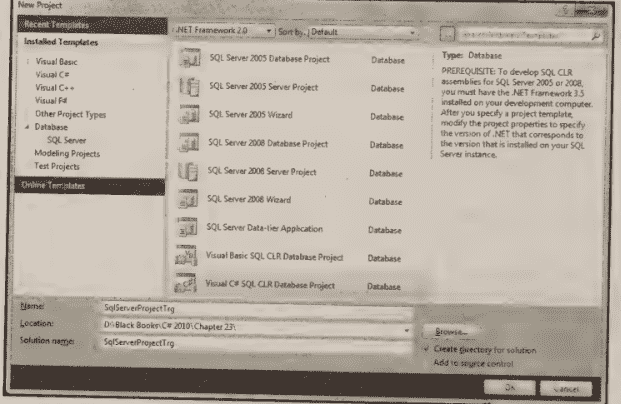 New Project
Recent Templates
Installed Templates
Visual Basic
Visual C#
Visual C++
Visual F#
Other Project Types
Database
SQL Server
Modeling Projects
Test Projects
Online Templates
.NET Framework 2.0
Sort by: Default
SQL Server 2005 Database Project Database
SQL Server 2005 Server Project Database
SQL Server 2005 Wizard Database
SQL Server 2008 Database Project Database
SQL Server 2008 Server Project Database
SQL Server 2008 Wizard Database
SQL Server Data-tier Application Database
Visual Basic SQL CLR Database Project Database
Visual C# SQL CLR Database Project Database
Type: Database
PREREQUISITE: To develop SQL CLR
assemblies for SQL Server 2005 or 2008,
you must have the .NET Framework 3.5
installed on your development computer.
After you specify a project template,
modify the project properties to specify
the version of .NET that corresponds to
the version that is installed on your SQL
Server instance.
Name: SqlServerProjectTrg
Location: D:\Black Books\C# 2010\Chapter 23\
Browse...
Solution name: SqlServerProjectTrg
Create directory for solution
Add to source control
OK Cancel